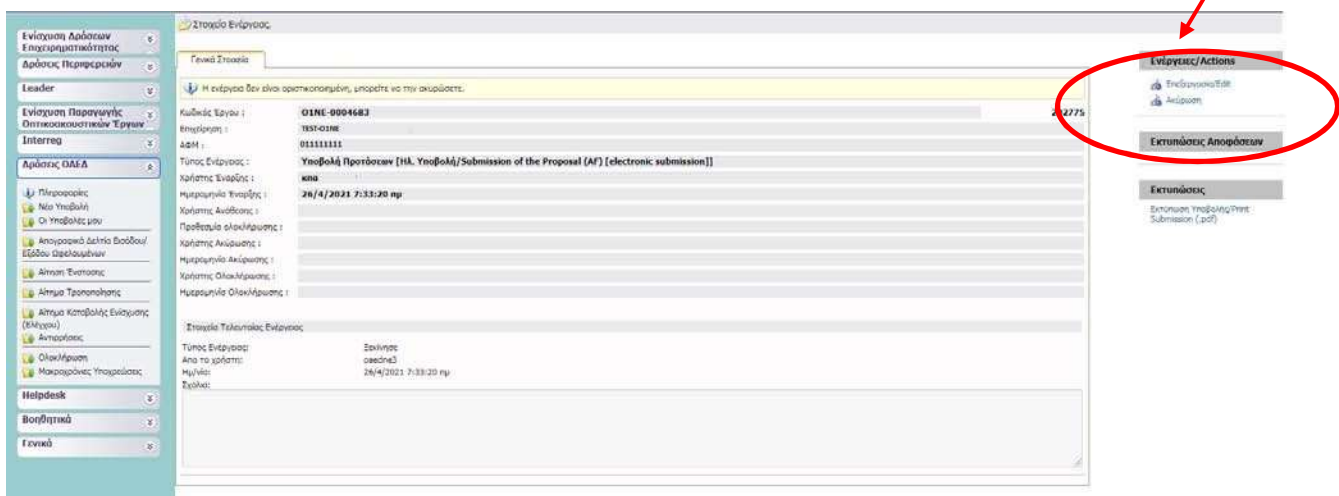 Στοιχεία Ενέργειας.
Ενίσχυση Δράσεων
Επιχειρηματικότητας
Δράσεις Περιφερειών
Leader
Ενίσχυση Παραγωγής
Οπτικοακουστικών Έργων
Interreg
Δράσεις ΟΑΕΔ
Πληροφορίες
Νέα Υποβολή
Οι Υποβολές μου
Απογραφικά Δελτία Εισόδου/
Εξόδου Ωφελουμένων
Αίτηση Ένστασης
Αίτημα Τροποποίησης
Αίτημα Καταβολής Ενίσχυσης
(Ελέγχου)
Αντιρρήσεις
Ολοκλήρωση
Μακροχρόνιες Υποχρεώσεις
Helpdesk
Βοηθητικά
Γενικά
Γενικά Στοιχεία
Η ενέργεια δεν είναι οριστικοποιημένη, μπορείτε να την ακυρώσετε.
Κωδικός Έργου : Ο1ΝΕ-0004683 202775
Επιχείρηση : TEST-O1NE
ΑΦΜ : 011111111
Τύπος Ενέργειας : Υποβολή Προτάσεων [Ηλ. Υποβολή/Submission of the Proposal (AF) [electronic submission]]
Χρήστης Έναρξης : κπα
Ημερομηνία Έναρξης : 26/4/2021 7:33:20 πμ
Χρήστης Ανάθεσης :
Προθεσμία ολοκλήρωσης :
Χρήστης Ακύρωσης :
Ημερομηνία Ακύρωσης :
Χρήστης Ολοκλήρωσης :
Ημερομηνία Ολοκλήρωσης :
Στοιχεία Τελευταίας Ενέργειας
Τύπος Ενέργειας: Ξεκίνησε
Απο το χρήστη: oaedne3
Ημ/νία: 26/4/2021 7:33:20 πμ
Σχόλια:
Ενέργειες/Actions
Επεξεργασία/Edit
Ακύρωση
Εκτυπώσεις Αποφάσεων
Εκτυπώσεις
Εκτύπωση Υποβολής/Print
Submission (.pdf)